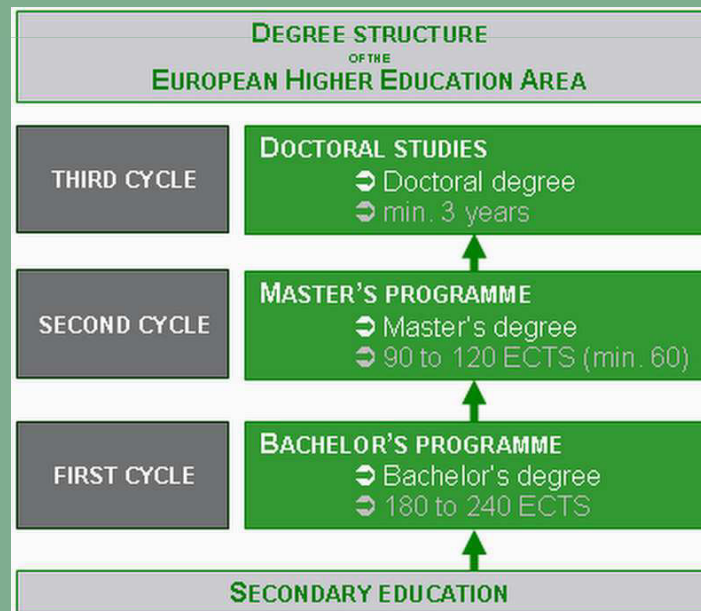 DEGREE STRUCTURE
OF THE
EUROPEAN HIGHER EDUCATION AREA
THIRD CYCLE
DOCTORAL STUDIES
➲ Doctoral degree
➲ min. 3 years
SECOND CYCLE
MASTER'S PROGRAMME
➲ Master's degree
➲ 90 to 120 ECTS (min. 60)
FIRST CYCLE
BACHELOR'S PROGRAMME
➲ Bachelor's degree
➲ 180 to 240 ECTS
SECONDARY EDUCATION